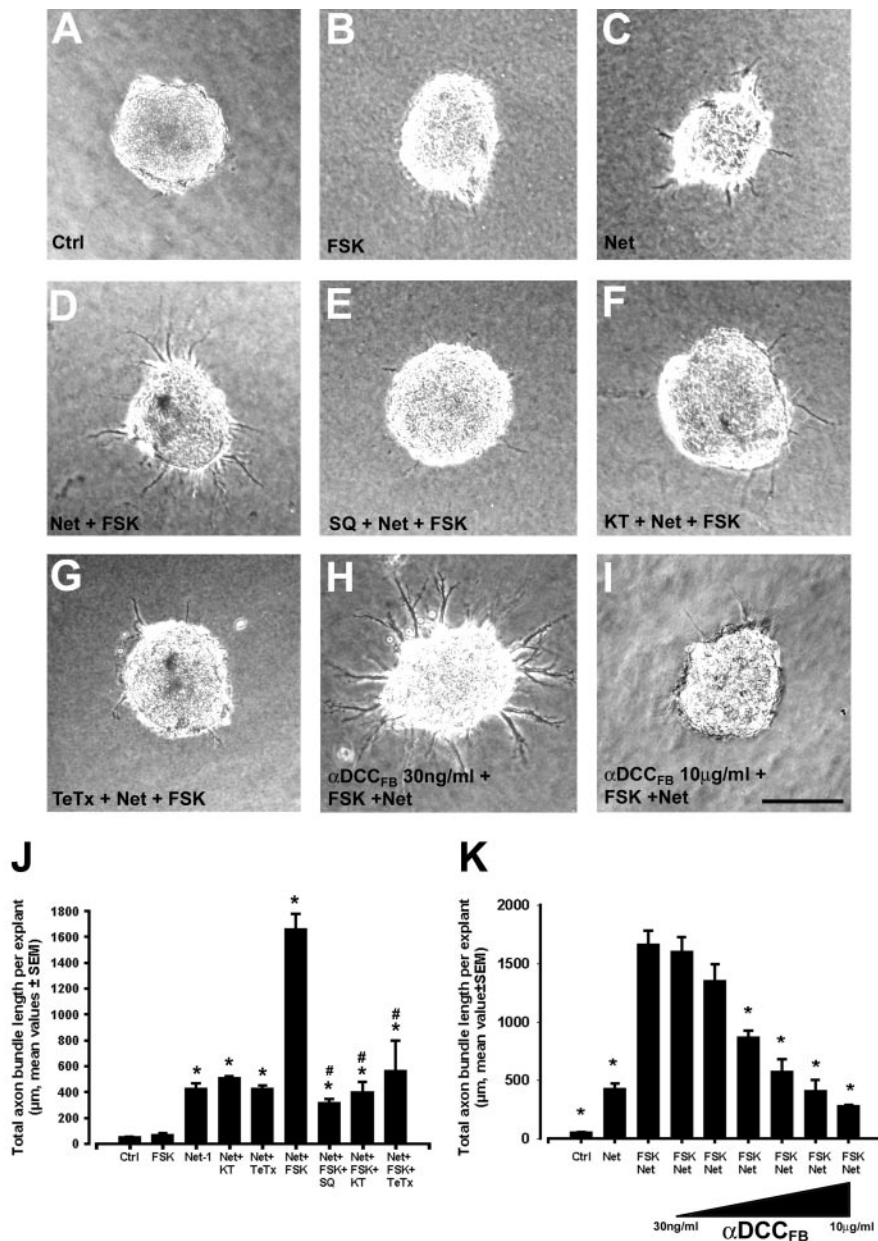 A
Ctrl
B
FSK
C
Net
D
Net + FSK
E
SQ + Net + FSK
F
KT + Net + FSK
G
TeTx + Net + FSK
H
αDCCFB 30ng/ml +
FSK +Net
I
αDCCFB 10µg/ml +
FSK +Net
J
Total axon bundle length per explant
(µm, mean values ± SEM)
1800
1600
1400
1200
1000
800
600
400
200
0
*
*
*
*
#
*
#
*
#
*
Ctrl
FSK
Net-1
Net+
KT
Net+
TeTx
Net+
FSK
Net+
FSK+
SQ
Net+
FSK+
KT
Net+
FSK+
TeTx
K
Total axon bundle length per explant
(µm, mean value±SEM)
2000
1500
1000
500
0
*
*
*
*
*
*
Ctrl
Net
FSK
Net
FSK
Net
FSK
Net
FSK
Net
FSK
Net
FSK
Net
FSK
Net
30ng/ml
10µg/ml
αDCCFB